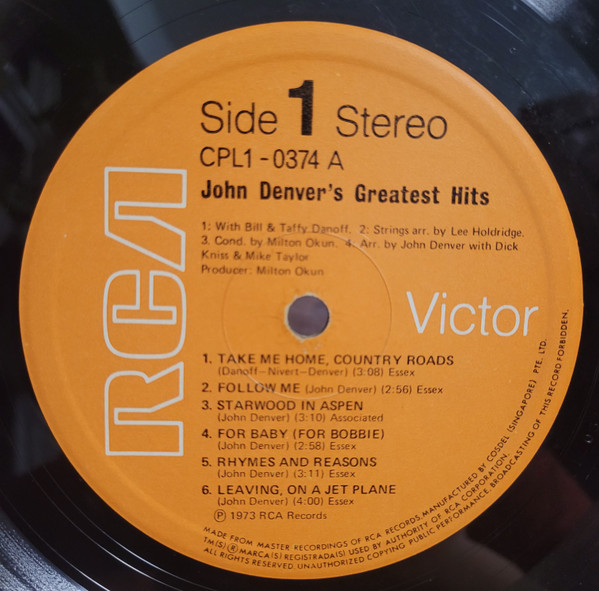 Side 1 Stereo
CPL1-0374 A
John Denver's Greatest Hits
1: With Bill & Taffy Danoff. 2: Strings arr. by Lee Holdridge.
3. Cond. by Milton Okun. 4: Arr. by John Denver with Dick
Kniss & Mike Taylor
Producer: Milton Okun
RCA
Victor
1. TAKE ME HOME, COUNTRY ROADS
(Danoff-Nivert-Denver) (3:08) Essex
2. FOLLOW ME (John Denver) (2:56) Essex
3 STARWOOD IN ASPEN
(John Denver) (3:10) Associated
4. FOR BABY (FOR BOBBIE)
(John Denver) (2:58) Essex
5. RHYMES AND REASONS
(John Denver) (3:11) Essex
6. LEAVING, ON A JET PLANE
(John Denver) (4:00) Essex
℗ 1973 RCA Records
MADE FROM MASTER RECORDINGS OF RCA RECORDS, MANUFACTURED BY COSDEL (SINGAPORE) PTE. LTD.
TM(S) ® MARCA(S) REGISTRADA(S) USED BY AUTHORITY OF RCA CORPORATION.
ALL RIGHTS RESERVED. UNAUTHORIZED COPYING PUBLIC PERFORMANCE, BROADCASTING OF THIS RECORD FORBIDDEN.